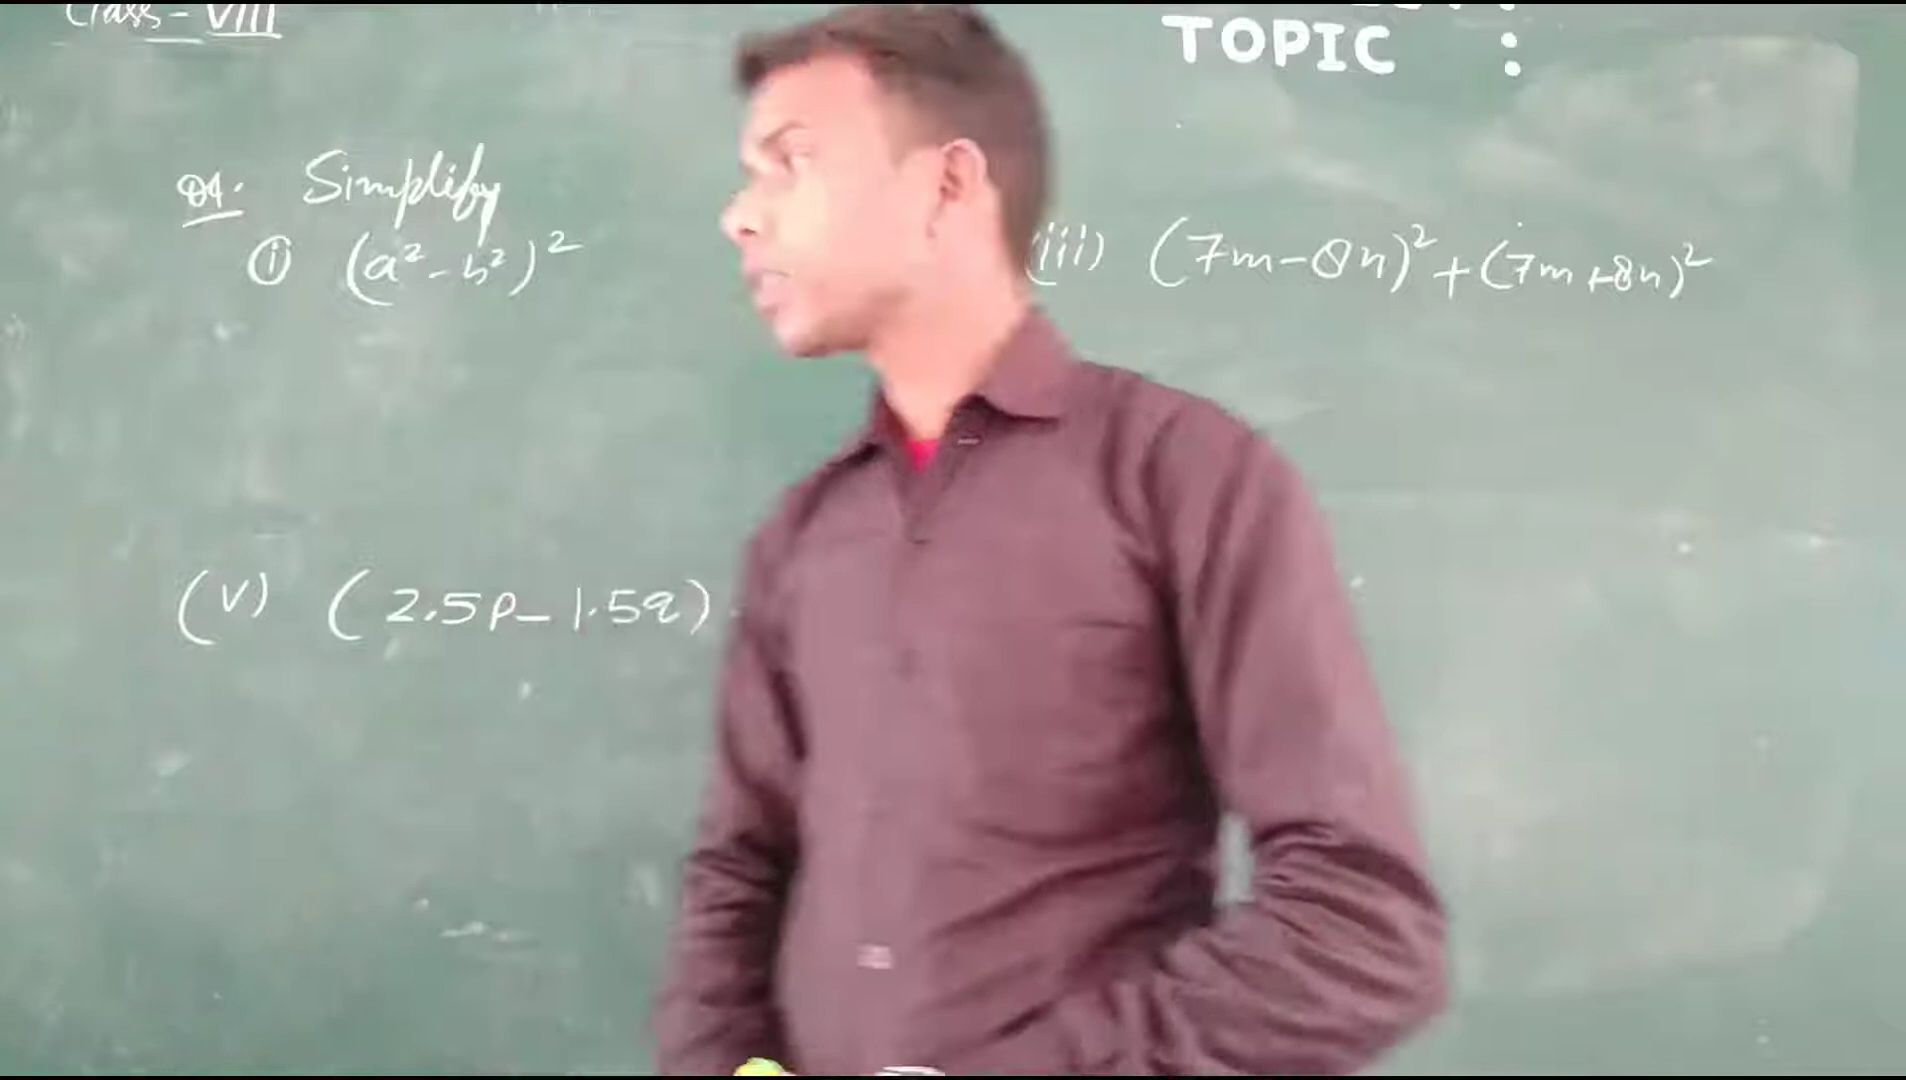 Class - VIII
TOPIC :
Q4. Simplify
(i) (a² - b²)²
(iii) (7m - 8n)² + (7m + 8n)²
(v) (2.5p - 1.5q)